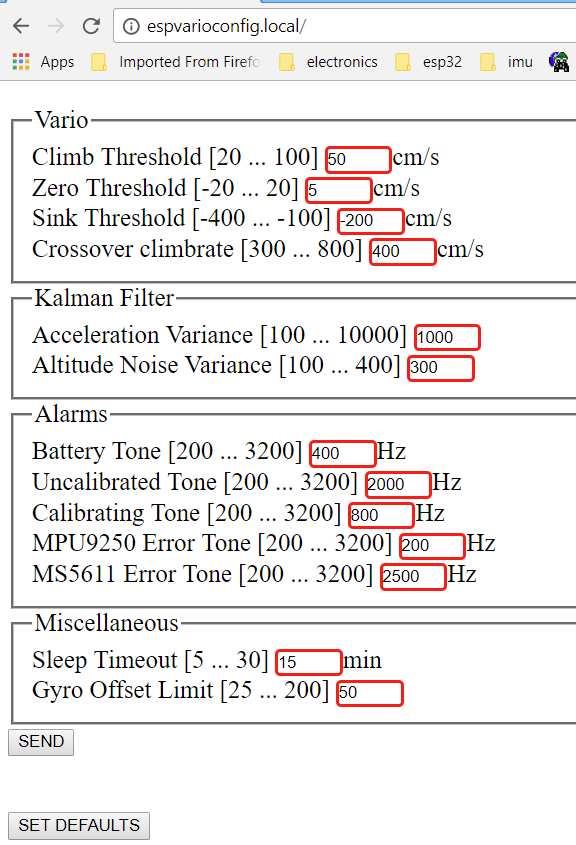 espvarioconfig.local/
Apps Imported From Firefo electronics esp32 imu
Vario
Climb Threshold [20 ... 100] 50 cm/s
Zero Threshold [-20 ... 20] 5 cm/s
Sink Threshold [-400 ... -100] -200 cm/s
Crossover climbrate [300 ... 800] 400 cm/s
Kalman Filter
Acceleration Variance [100 ... 10000] 1000
Altitude Noise Variance [100 ... 400] 300
Alarms
Battery Tone [200 ... 3200] 400 Hz
Uncalibrated Tone [200 ... 3200] 2000 Hz
Calibrating Tone [200 ... 3200] 800 Hz
MPU9250 Error Tone [200 ... 3200] 200 Hz
MS5611 Error Tone [200 ... 3200] 2500 Hz
Miscellaneous
Sleep Timeout [5 ... 30] 15 min
Gyro Offset Limit [25 ... 200] 50
SEND
SET DEFAULTS